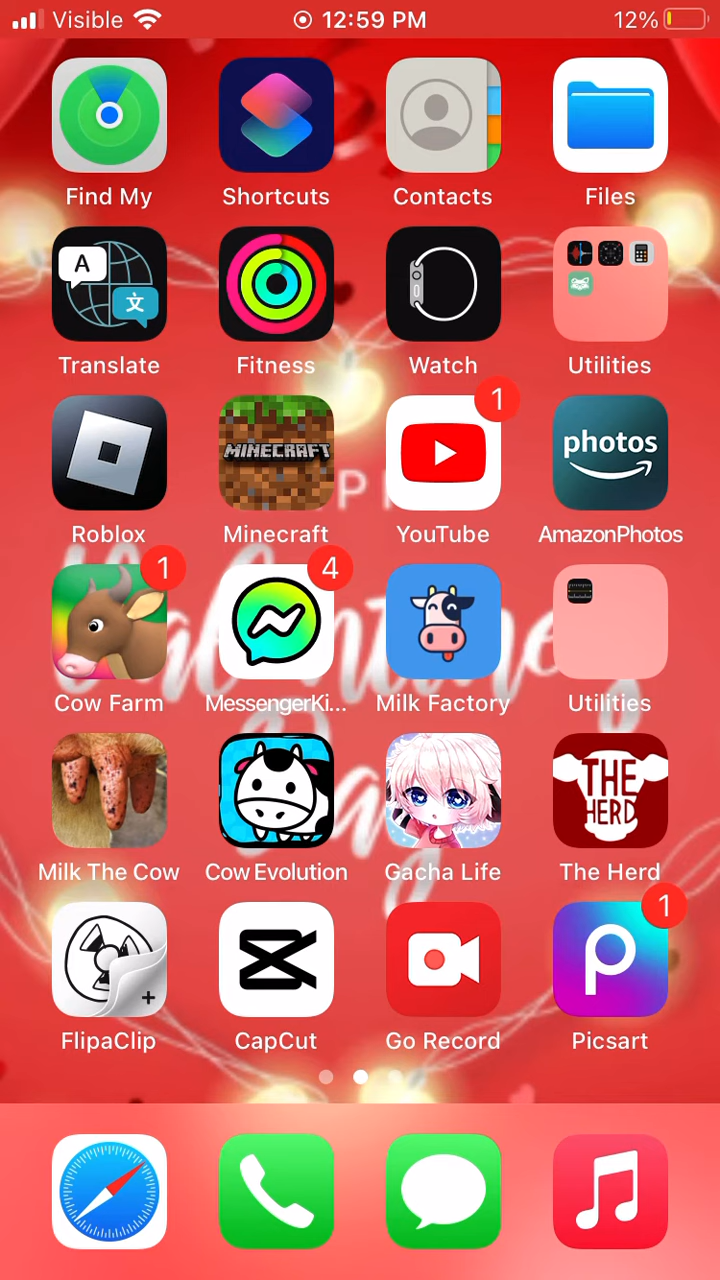 Visible 12:59 PM 12%
Find My Shortcuts Contacts Files
A
文
Translate Fitness Watch Utilities
MINECRAFT
photos
1
Roblox Minecraft YouTube AmazonPhotos
1 4
Cow Farm MessengerKi... Milk Factory Utilities
THE
HERD
Milk The Cow Cow Evolution Gacha Life The Herd
1
FlipaClip CapCut Go Record Picsart